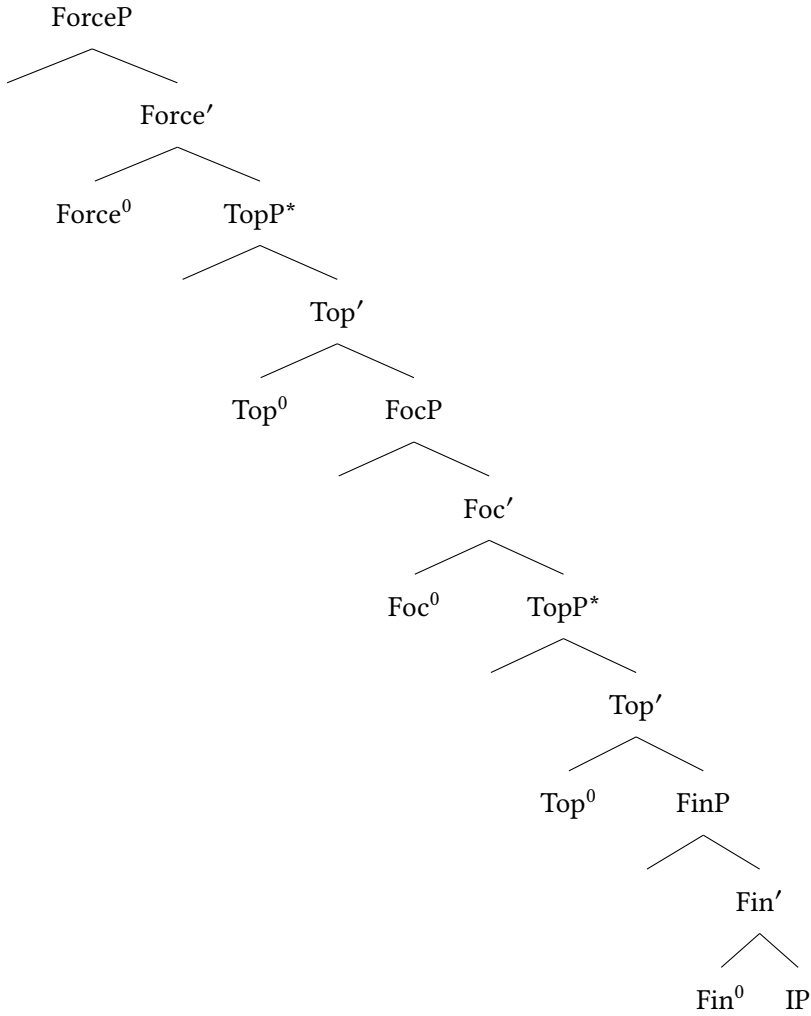 ForceP
Force′
Force⁰ TopP*
Top′
Top⁰ FocP
Foc′
Foc⁰ TopP*
Top′
Top⁰ FinP
Fin′
Fin⁰ IP